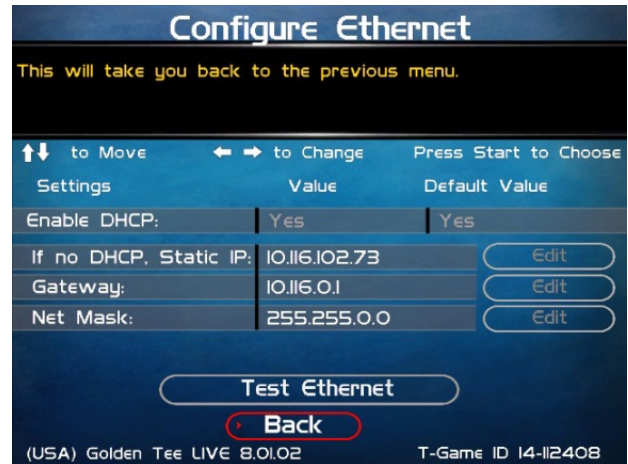 Configure Ethernet
This will take you back to the previous menu.
to Move to Change Press Start to Choose
Settings Value Default Value
Enable DHCP: Yes Yes
If no DHCP, Static IP: 10.116.102.73 Edit
Gateway: 10.116.0.1 Edit
Net Mask: 255.255.0.0 Edit
Test Ethernet
Back
(USA) Golden Tee LIVE 8.01.02 T-Game ID 14-112408